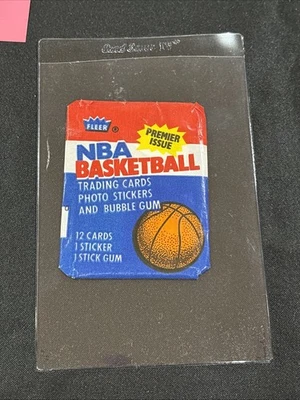 Card Saver 1®
FLEER®
PREMIER
ISSUE
NBA
BASKETBALL
TRADING CARDS
PHOTO STICKERS
AND BUBBLE GUM
12 CARDS
1 STICKER
1 STICK GUM